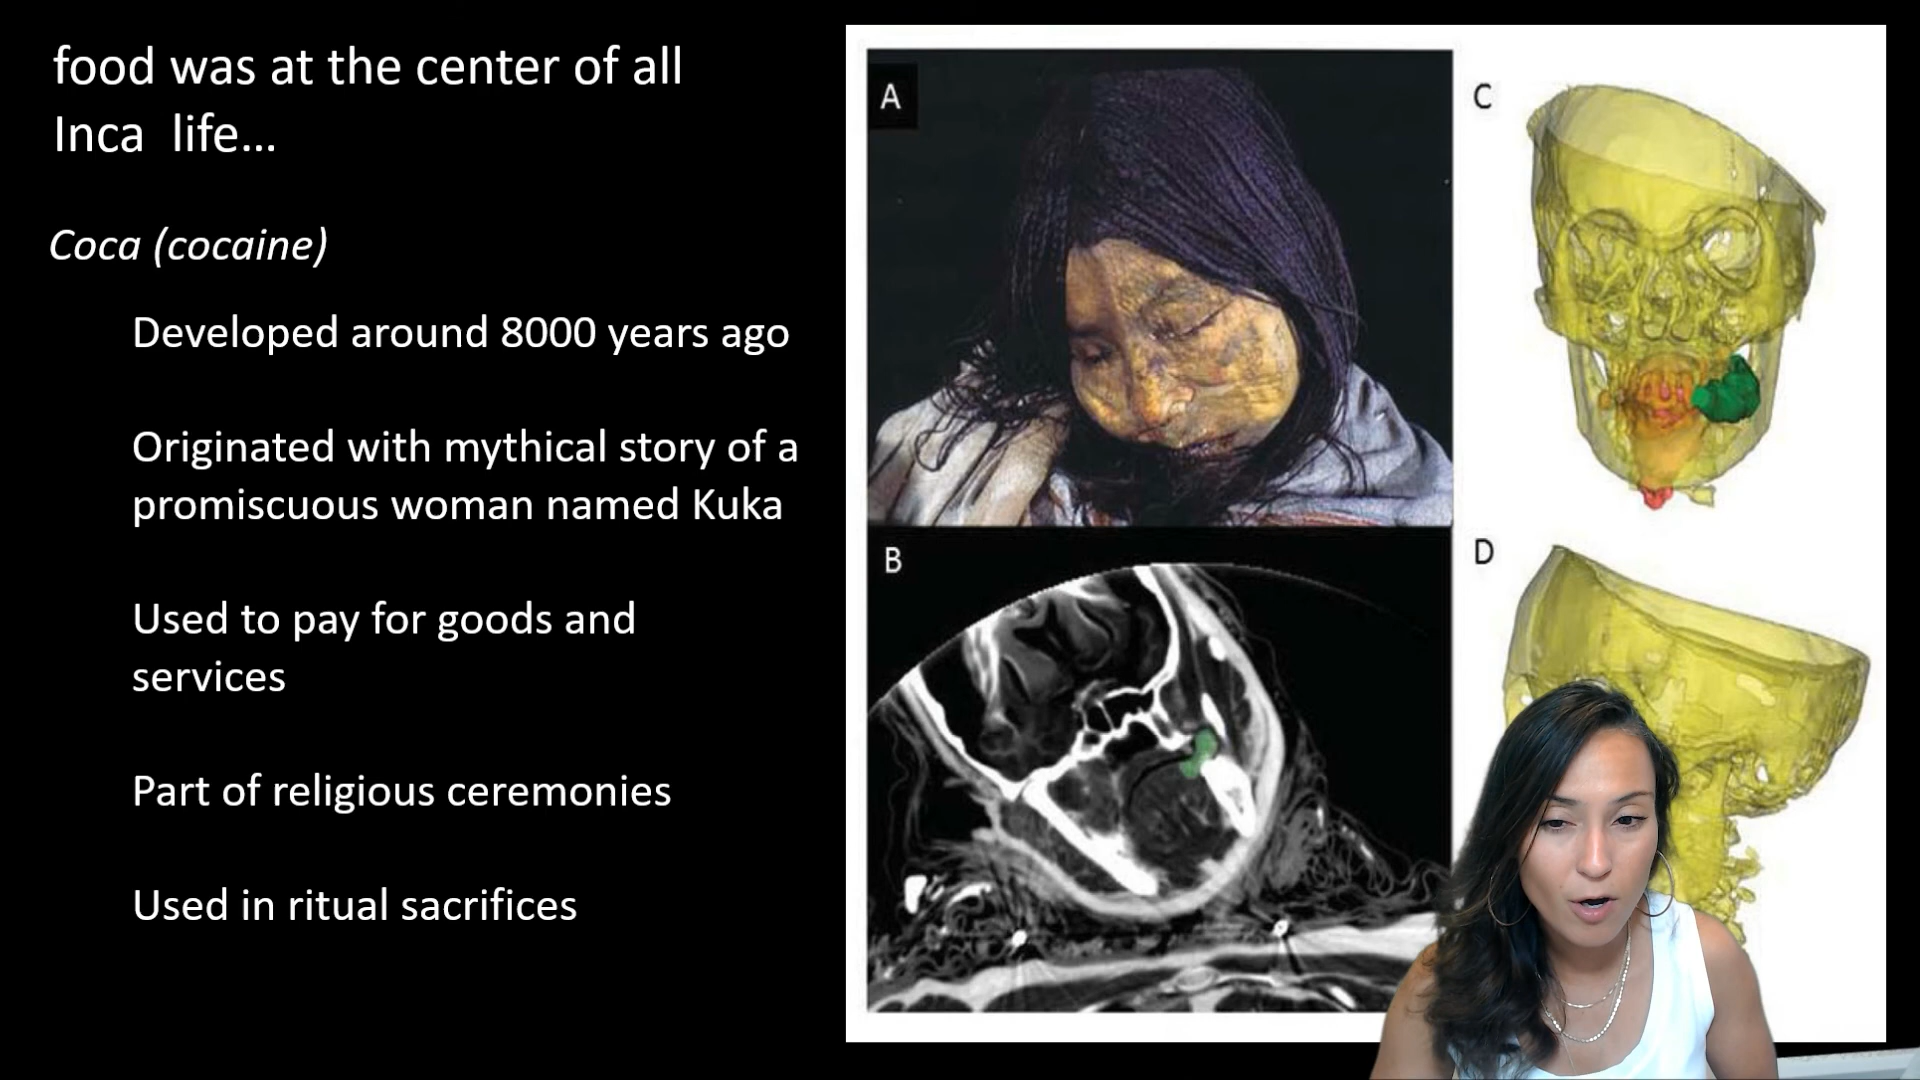 food was at the center of all
Inca life...
Coca (cocaine)
Developed around 8000 years ago
Originated with mythical story of a
promiscuous woman named Kuka
Used to pay for goods and
services
Part of religious ceremonies
Used in ritual sacrifices
A
B
C
D